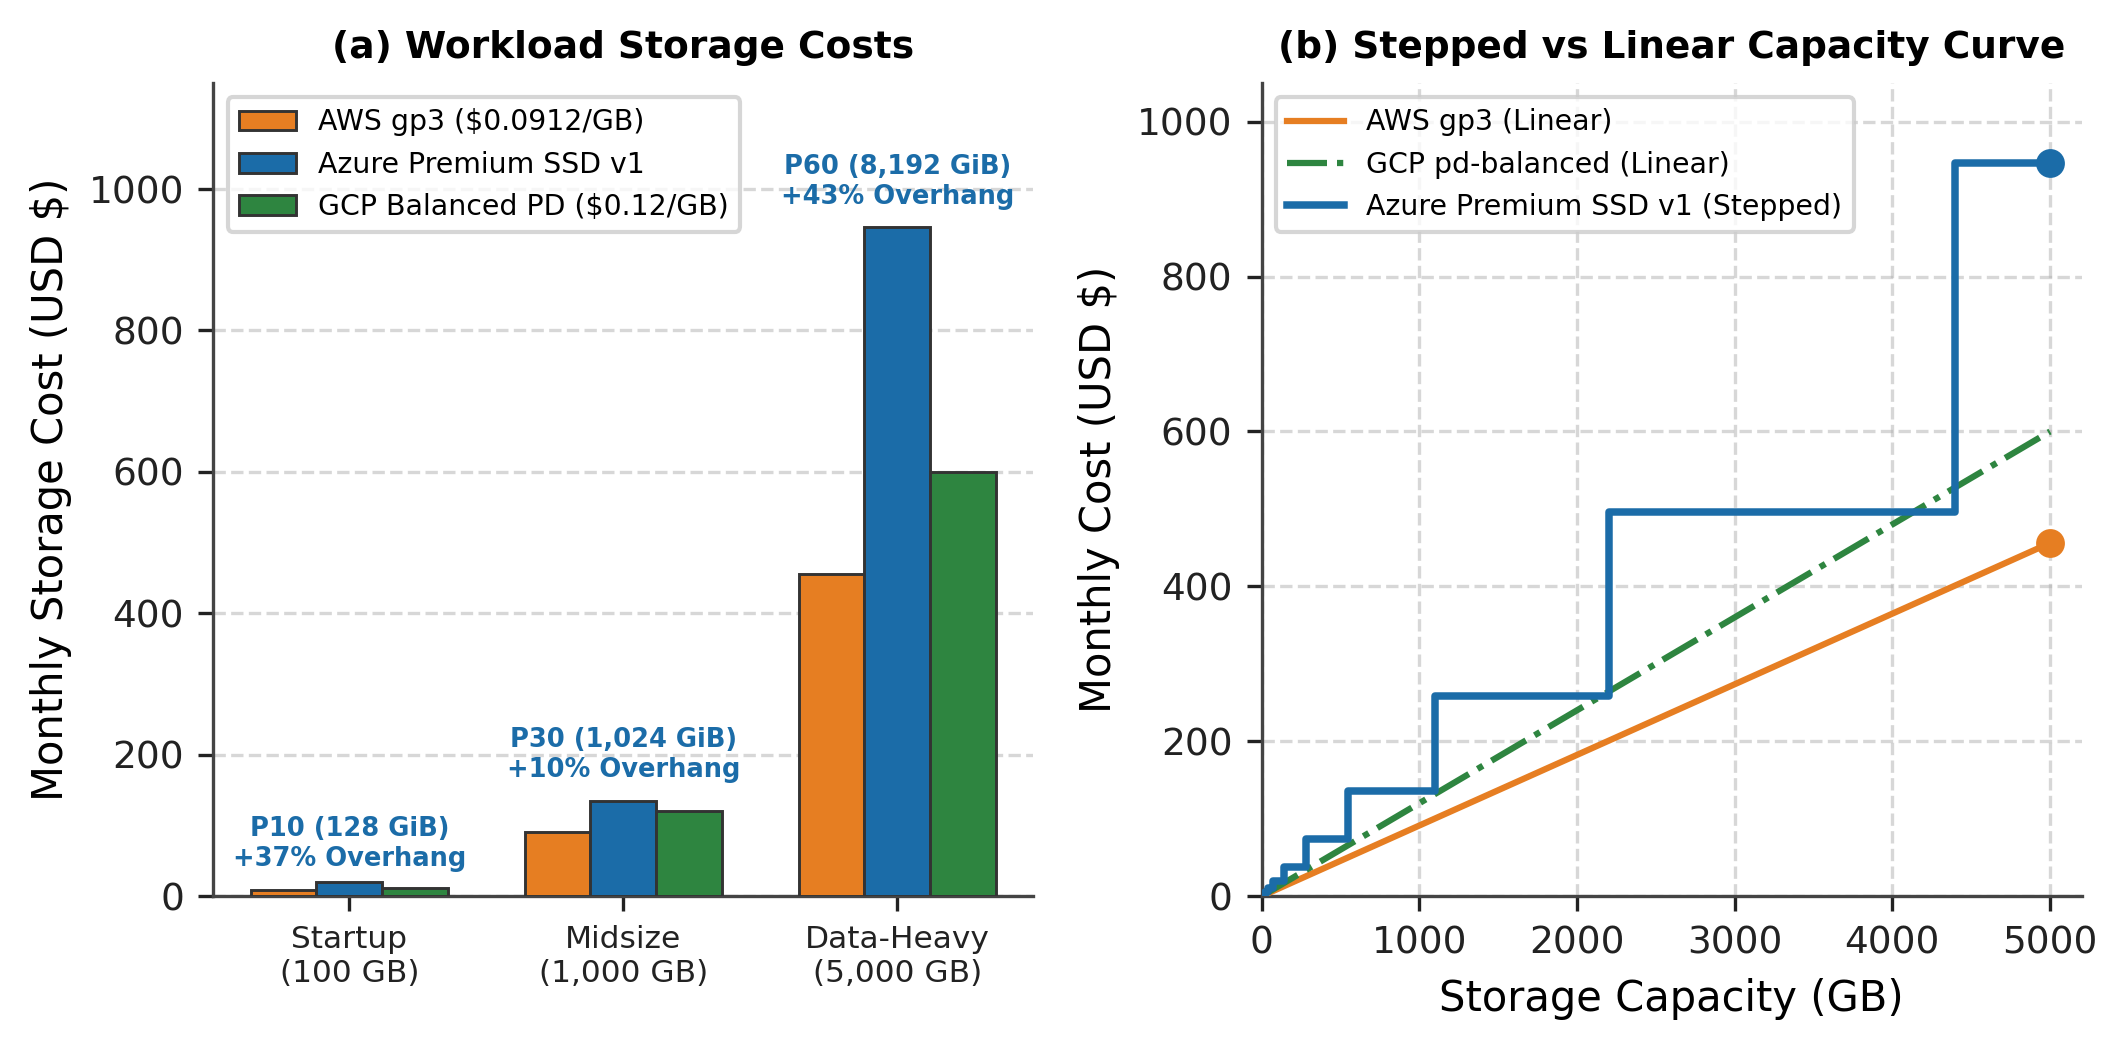 (a) Workload Storage Costs
AWS gp3 ($0.0912/GB)
Azure Premium SSD v1
GCP Balanced PD ($0.12/GB)
P60 (8,192 GiB)
+43% Overhang
P30 (1,024 GiB)
+10% Overhang
P10 (128 GiB)
+37% Overhang
Monthly Storage Cost (USD $)
1000
800
600
400
200
0
Startup
(100 GB)
Midsize
(1,000 GB)
Data-Heavy
(5,000 GB)
(b) Stepped vs Linear Capacity Curve
AWS gp3 (Linear)
GCP pd-balanced (Linear)
Azure Premium SSD v1 (Stepped)
Monthly Cost (USD $)
1000
800
600
400
200
0
0 1000 2000 3000 4000 5000
Storage Capacity (GB)